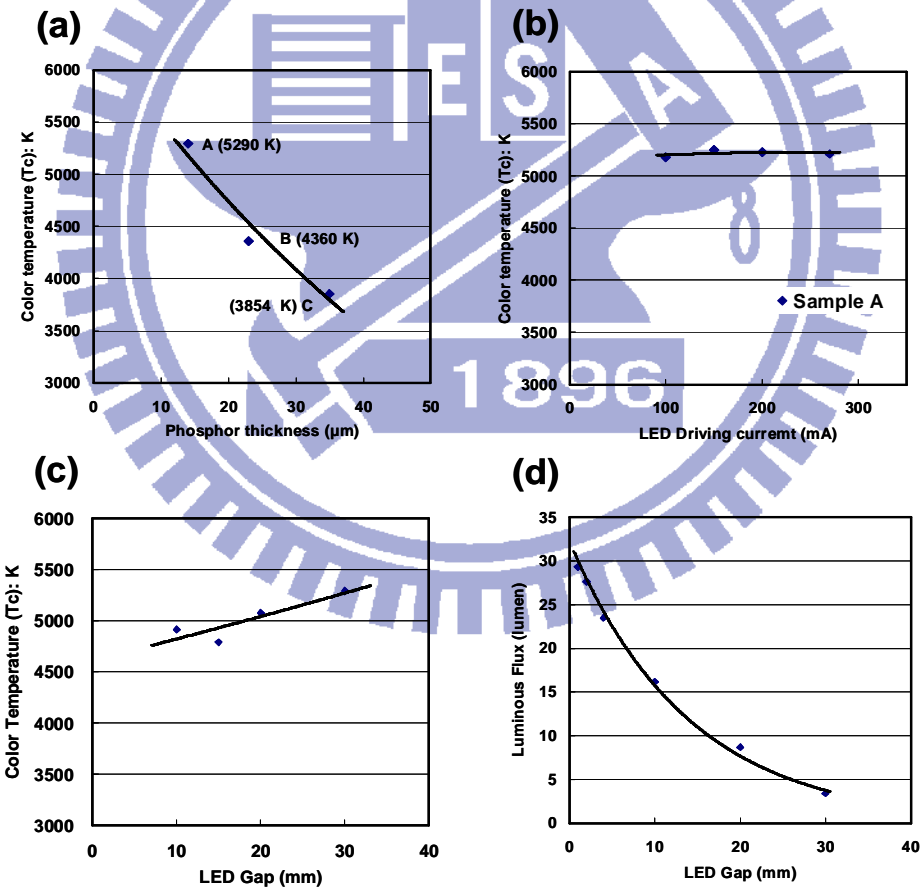 (a)
6000
5500
5000
4500
4000
3500
3000
Color temperature (Tc): K
A (5290 K)
B (4360 K)
(3854 K) C
0 10 20 30 40 50
Phosphor thickness (μm)
(b)
6000
5500
5000
4500
4000
3500
3000
Color temperature (Tc): K
Sample A
0 100 200 300
LED Driving curremt (mA)
(c)
6000
5500
5000
4500
4000
3500
3000
Color Temperature (Tc): K
0 10 20 30 40
LED Gap (mm)
(d)
35
30
25
20
15
10
5
0
Luminous Flux (lumen)
0 10 20 30 40
LED Gap (mm)
E S A
8
1896